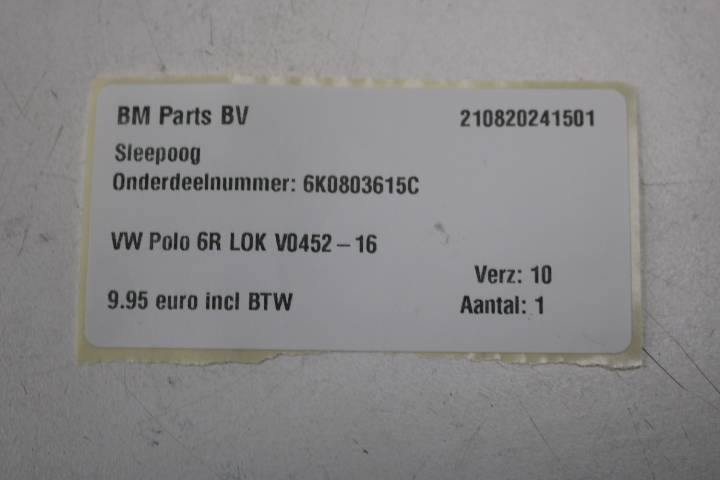 BM Parts BV 210820241501
Sleepoog
Onderdeelnummer: 6K0803615C
VW Polo 6R LOK V0452-16
Verz: 10
9.95 euro incl BTW Aantal: 1